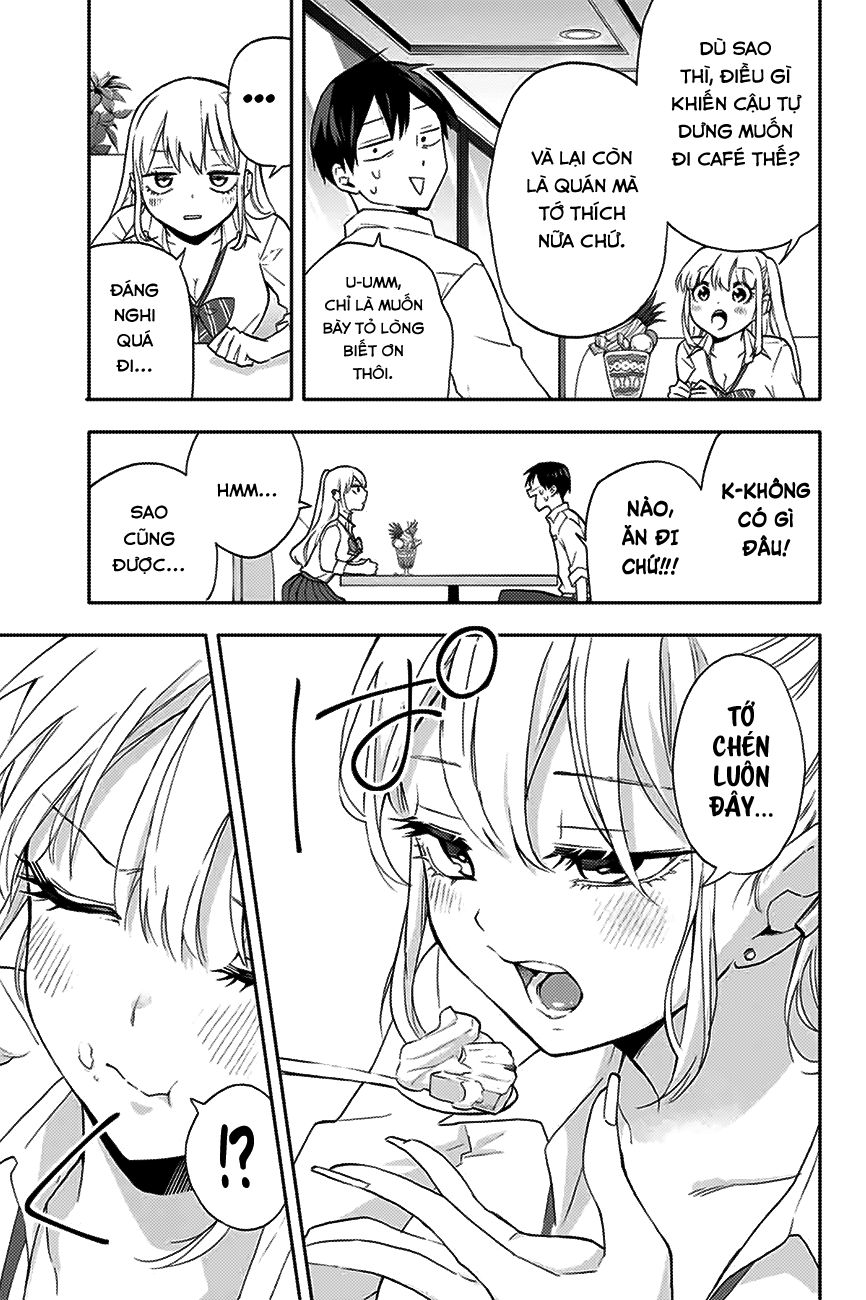 DÙ SAO
THÌ, ĐIỀU GÌ
KHIẾN CẬU TỰ
DƯNG MUỐN
ĐI CAFÉ THẾ?
VÀ LẠI CÒN
LÀ QUÁN MÀ
TỚ THÍCH
NỮA CHỨ.
U-UMM,
CHỈ LÀ MUỐN
BÀY TỎ LÒNG
BIẾT ƠN
THÔI.
...
ĐÁNG
NGHI
QUÁ
ĐI...
K-KHÔNG
CÓ GÌ
ĐÂU!
NÀO,
ĂN ĐI
CHỨ!!!
HMM...
SAO
CŨNG
ĐƯỢC...
TỚ
CHÉN
LUÔN
ĐÂY...
ぱ
く
!?